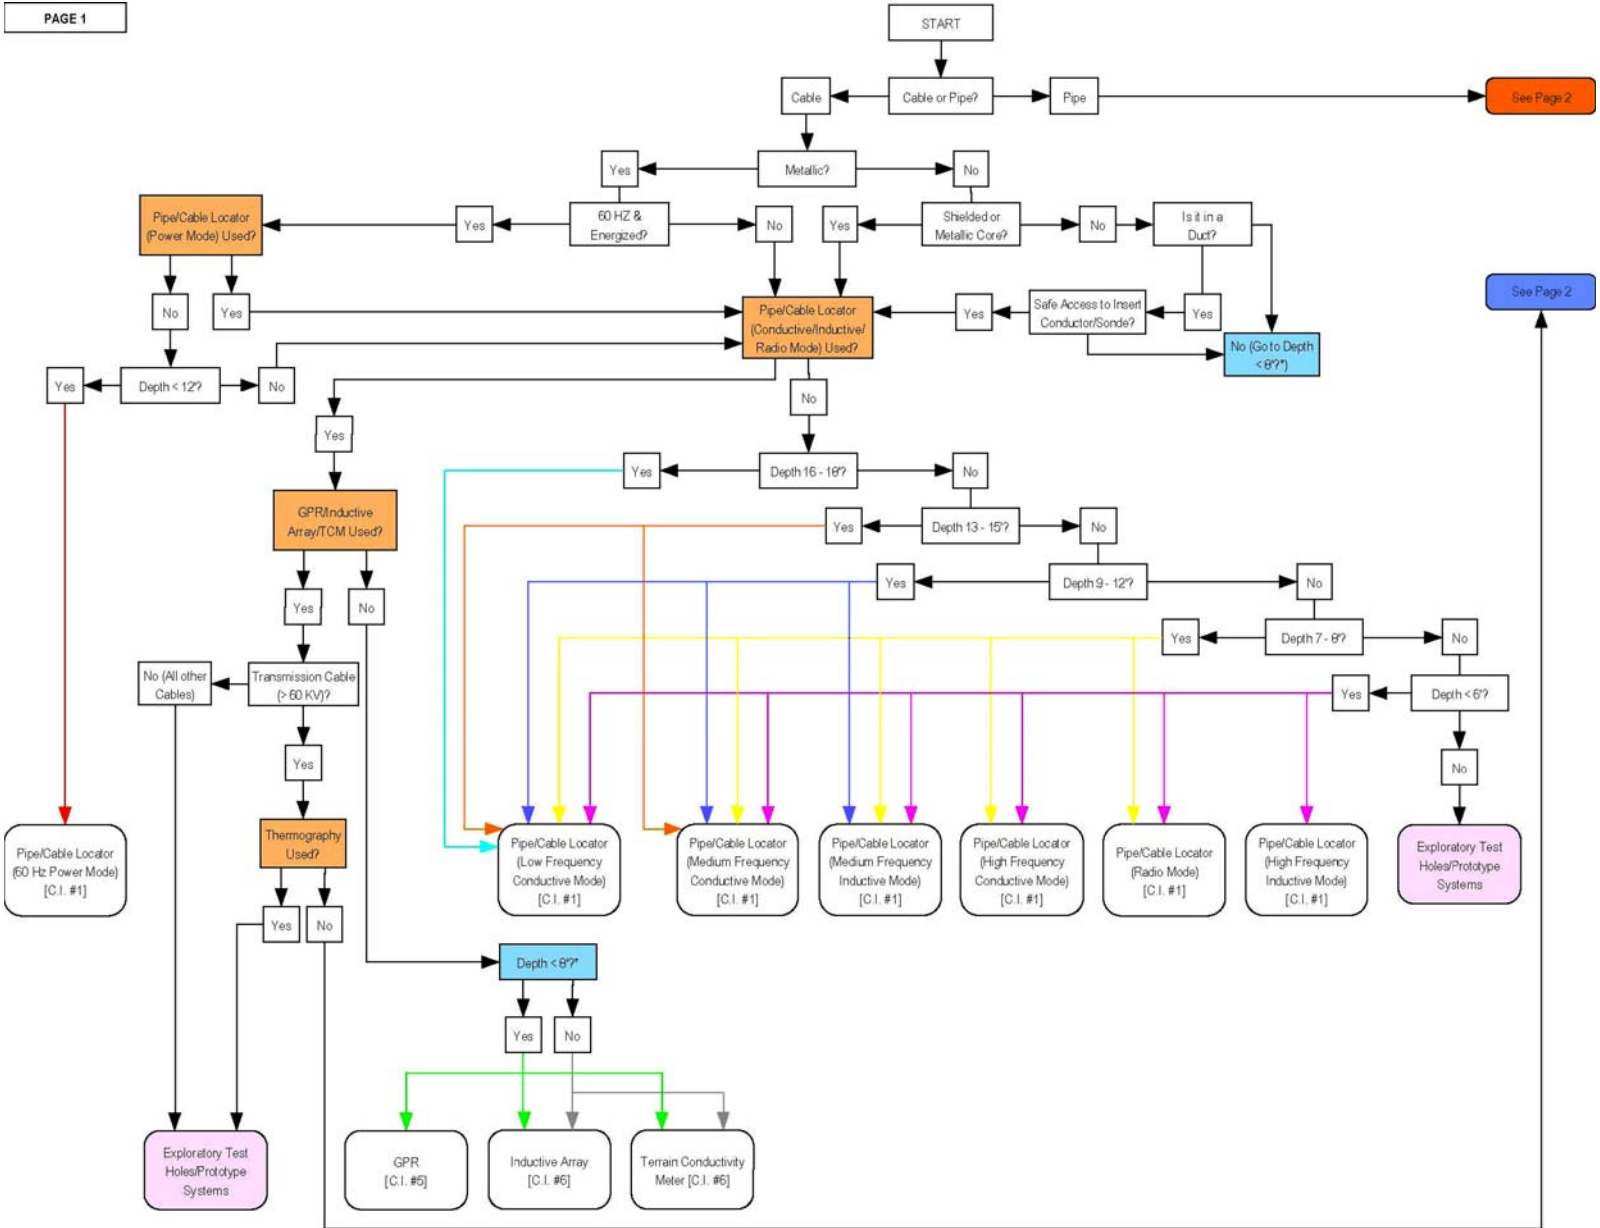 PAGE 1
START
Cable
Cable or Pipe?
Pipe
See Page 2
Yes
Metallic?
No
Pipe/Cable Locator
(Power Mode) Used?
Yes
60 HZ &
Energized?
No
Yes
Shielded or
Metallic Core?
No
Is it in a
Duct?
No
Yes
Pipe/Cable Locator
(Conductive/Inductive/
Radio Mode) Used?
Yes
Safe Access to Insert
Conductor/Sonde?
Yes
See Page 2
No (Go to Depth
< 8'?*)
Yes
Depth < 12'?
No
No
Yes
Yes
Depth 16 - 18'?
No
GPR/Inductive
Array/TCM Used?
Yes
Depth 13 - 15'?
No
Yes
Depth 9 - 12'?
No
Yes
No
Yes
Depth 7 - 8'?
No
No (All other
Cables)
Transmission Cable
(> 60 KV)?
Yes
Depth < 6'?
Yes
No
Thermography
Used?
Pipe/Cable Locator
(60 Hz Power Mode)
[C.I. #1]
Pipe/Cable Locator
(Low Frequency
Conductive Mode)
[C.I. #1]
Pipe/Cable Locator
(Medium Frequency
Conductive Mode)
[C.I. #1]
Pipe/Cable Locator
(Medium Frequency
Inductive Mode)
[C.I. #1]
Pipe/Cable Locator
(High Frequency
Conductive Mode)
[C.I. #1]
Pipe/Cable Locator
(Radio Mode)
[C.I. #1]
Pipe/Cable Locator
(High Frequency
Inductive Mode)
[C.I. #1]
Exploratory Test
Holes/Prototype
Systems
Yes
No
Depth < 8'?*
Yes
No
Exploratory Test
Holes/Prototype
Systems
GPR
[C.I. #5]
Inductive Array
[C.I. #6]
Terrain Conductivity
Meter [C.I. #6]